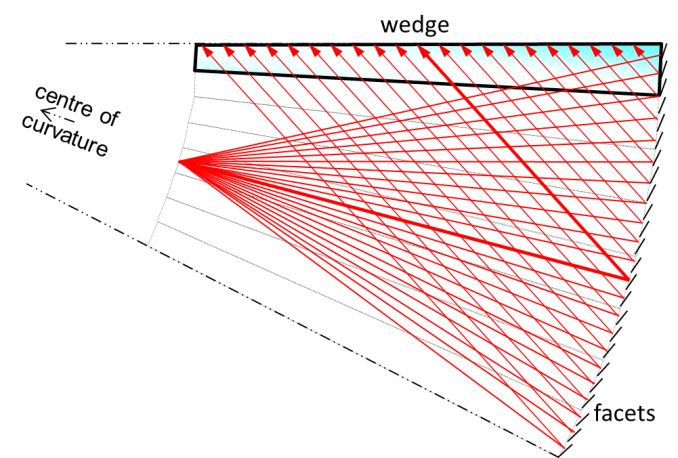 wedge
centre of
curvature
facets